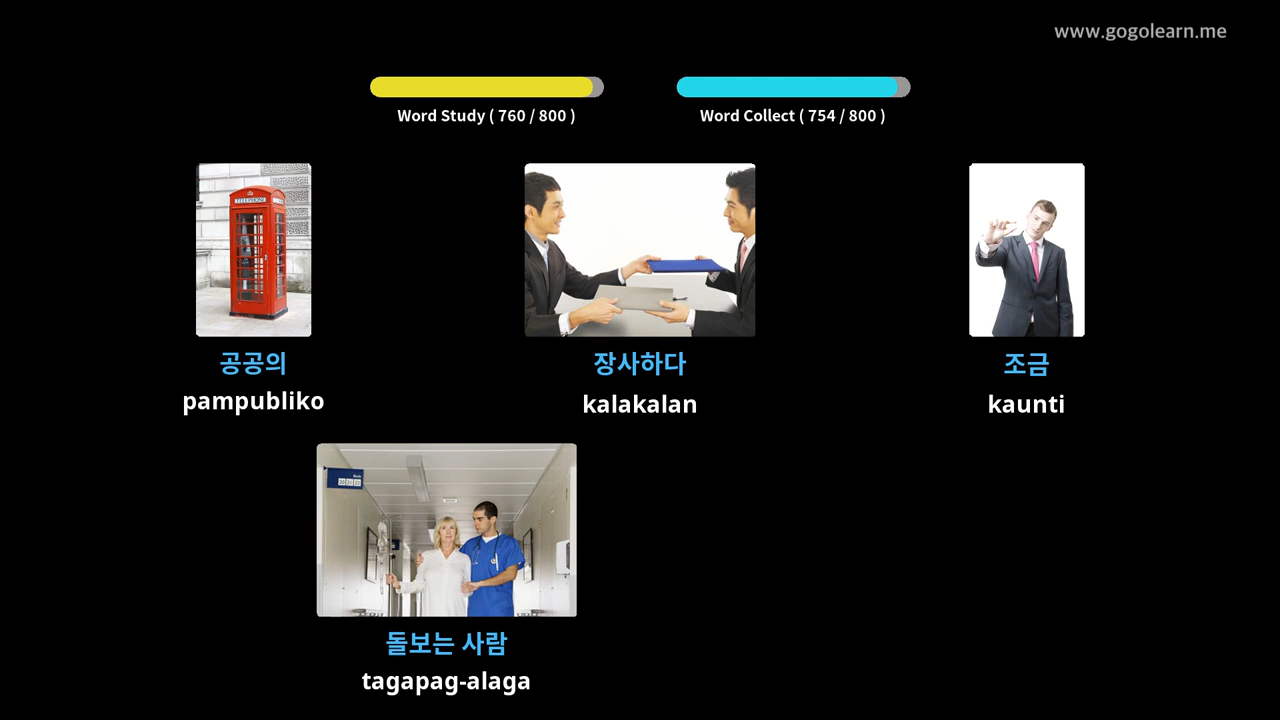 www.gogolearn.me
Word Study ( 760 / 800 )
Word Collect ( 754 / 800 )
TELEPHONE
공공의
장사하다
조금
pampubliko
kalakalan
kaunti
돌보는 사람
tagapag-alaga